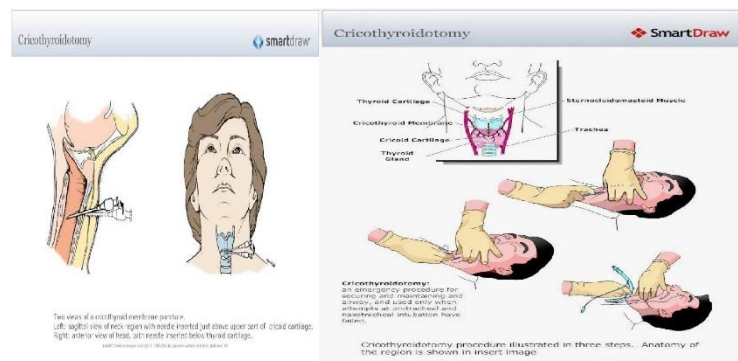 Cricothyroidotomy
smartdraw
Two views of a cricothyroid membrane puncture.
Left: sagittal view of neck region with needle inserted just above upper part of cricoid cartilage.
Right: anterior view of head, with needle inserted below thyroid cartilage.
Cricothyroidotomy
SmartDraw
Thyroid Cartilage
Sternocleidomastoid Muscle
Cricothyroid Membrane
Cricoid Cartilage
Trachea
Thyroid
Gland
Cricothyroidotomy:
an emergency procedure for
securing and maintaining and
airway, and used only when
attempts at orotracheal and
nasotracheal intubation have
failed.
Cricothyroidotomy procedure illustrated in three steps. Anatomy
of the region is shown in insert image